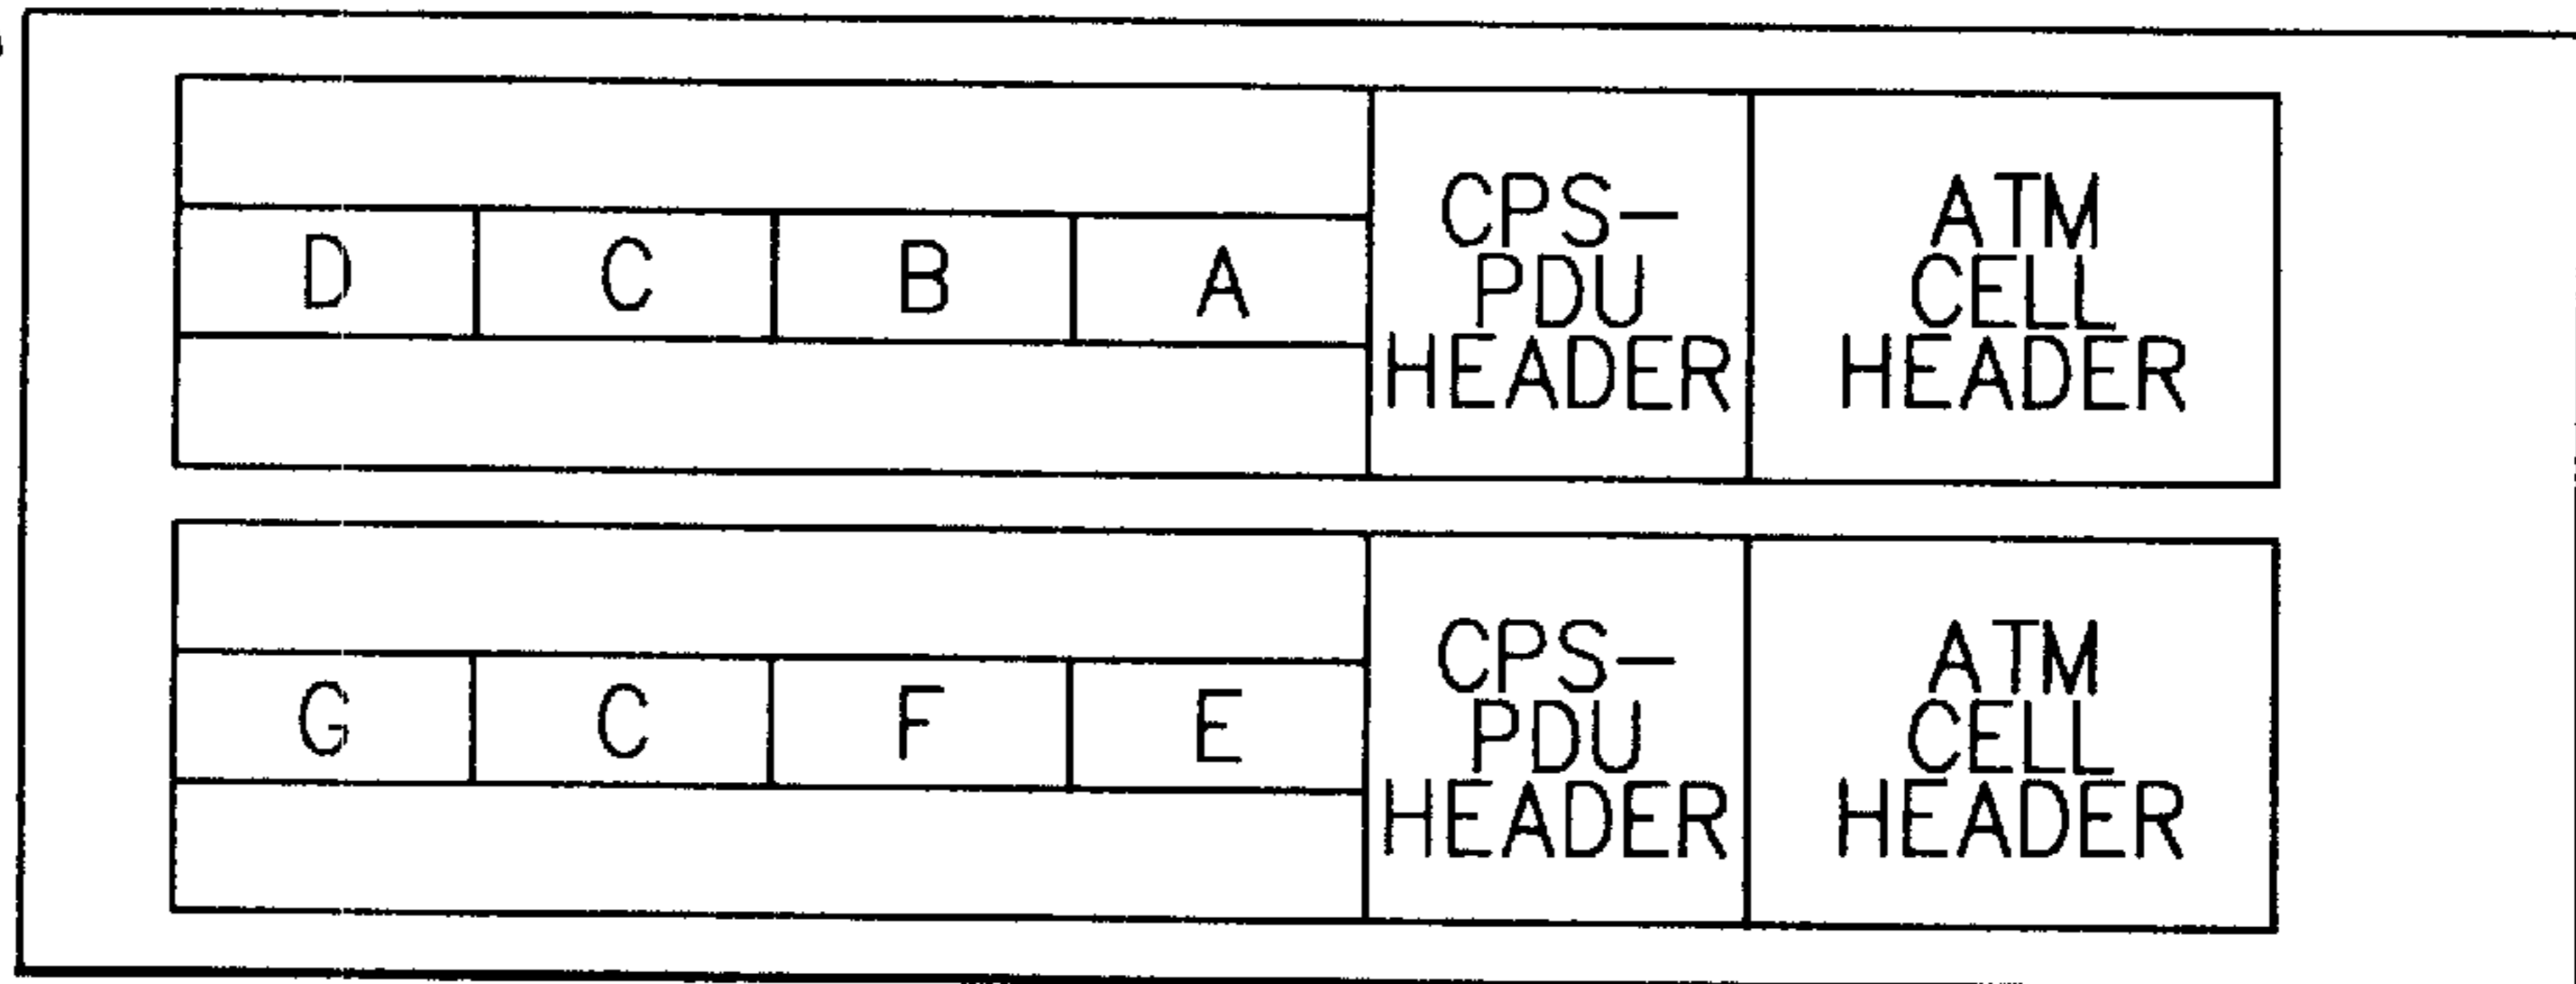 D C B A
CPS-
PDU
HEADER
ATM
CELL
HEADER
G C F E
CPS-
PDU
HEADER
ATM
CELL
HEADER